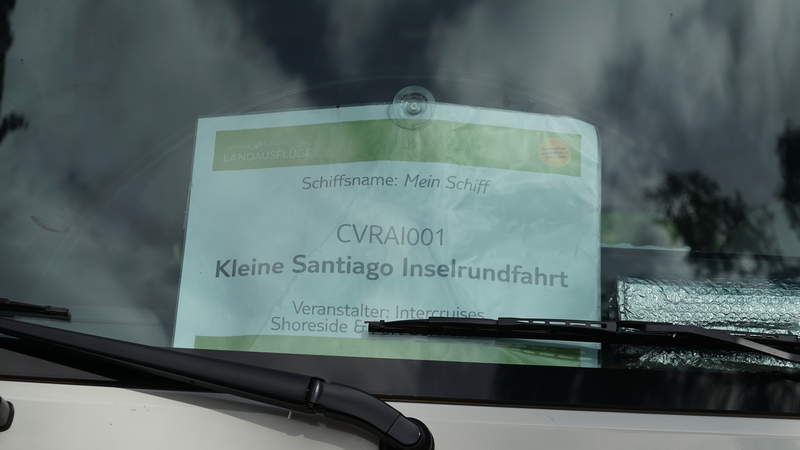 LANDAUSFLÜGE
Schiffsname: Mein Schiff
CVRAI001
Kleine Santiago Inselrundfahrt
Veranstalter: Intercruises
Shoreside &